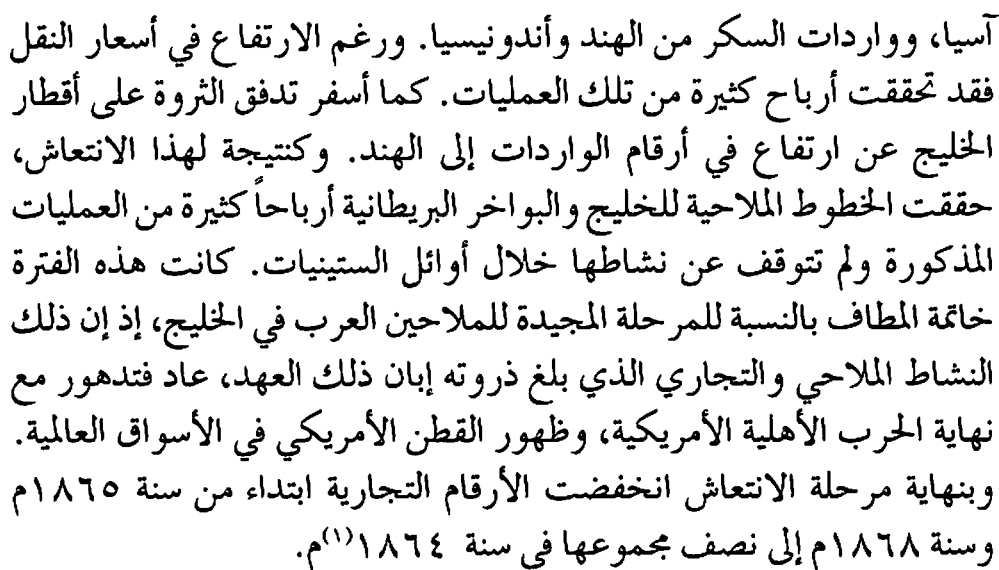 آسيا، وواردات السكر من الهند وأندونيسيا. ورغم الارتفاع في أسعار النقل
فقد تحققت أرباح كثيرة من تلك العمليات. كما أسفر تدفق الثروة على أقطار
الخليج عن ارتفاع في أرقام الواردات إلى الهند. وكنتيجة لهذا الانتعاش،
حققت الخطوط الملاحية للخليج والبواخر البريطانية أرباحاً كثيرة من العمليات
المذكورة ولم تتوقف عن نشاطها خلال أوائل الستينيات. كانت هذه الفترة
خاتمة المطاف بالنسبة للمرحلة المجيدة للملاحين العرب في الخليج، إذ إن ذلك
النشاط الملاحي والتجاري الذي بلغ ذروته إبان ذلك العهد، عاد فتدهور مع
نهاية الحرب الأهلية الأمريكية، وظهور القطن الأمريكي في الأسواق العالمية.
وبنهاية مرحلة الانتعاش انخفضت الأرقام التجارية ابتداء من سنة ١٨٦٥م
وسنة ١٨٦٨م إلى نصف مجموعها في سنة ١٨٦٤(١)م.